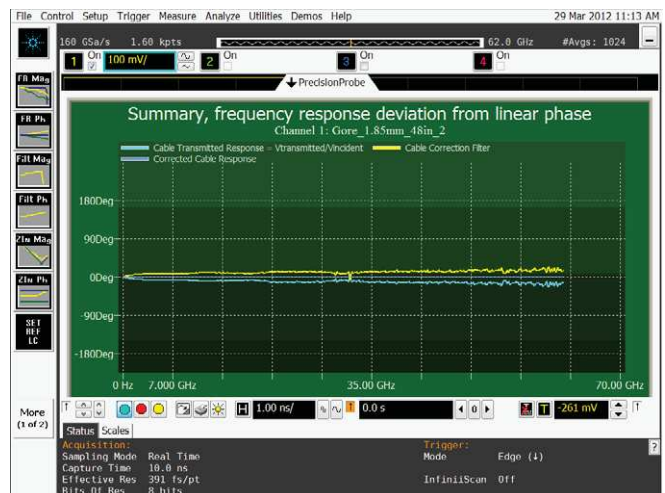 File Control Setup Trigger Measure Analyze Utilities Demos Help 29 Mar 2012 11:13 AM
160 GSa/s 1.60 kpts 62.0 GHz #Avgs: 1024
1 On 100 mV/ 2 On 3 On 4 On
PrecisionProbe
FR Mag
FR Ph
Filt Mag
Filt Ph
ZIn Mag
ZIn Ph
SET
REF
LC
More
(1 of 2)
Summary, frequency response deviation from linear phase
Channel 1: Gore_1.85mm_48in_2
Cable Transmitted Response = Vtransmitted/Vincident Cable Correction Filter
Corrected Cable Response
180Deg
90Deg
0Deg
-90Deg
-180Deg
0 Hz 7.000 GHz 35.00 GHz 70.00 GHz
H 1.00 ns/ 0.0 s 0 T -261 mV
Status Scales
Acquisition: Trigger:
Sampling Mode Real Time Mode Edge (↓)
Capture Time 10.0 ns
Effective Res 391 fs/pt InfiniiScan Off
Bits Of Res 8 bits